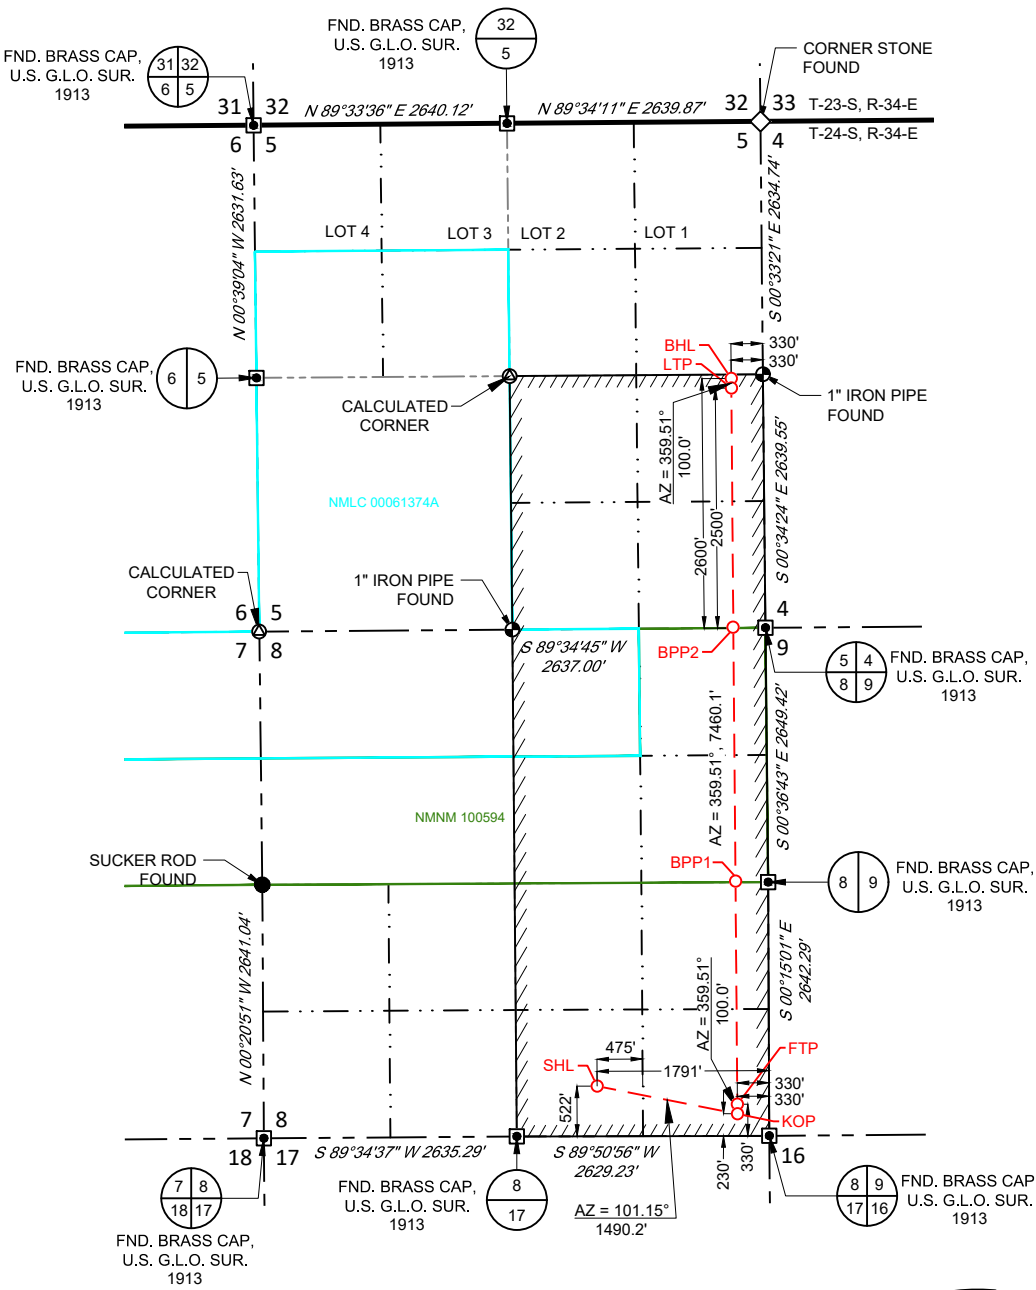 FND. BRASS CAP,
U.S. G.L.O. SUR.
1913
32
5
FND. BRASS CAP,
U.S. G.L.O. SUR.
1913
31 32
6 5
CORNER STONE
FOUND
31 32
N 89°33'36" E 2640.12'
N 89°34'11" E 2639.87'
32 33
T-23-S, R-34-E
6 5
5 4
T-24-S, R-34-E
N 00°39'04" W 2631.63'
S 00°33'21" E 2634.74'
LOT 4
LOT 3
LOT 2
LOT 1
BHL
LTP
330'
330'
FND. BRASS CAP,
U.S. G.L.O. SUR.
1913
6 5
CALCULATED
CORNER
1" IRON PIPE
FOUND
AZ = 359.51°
100.0'
2600'
2500'
S 00°34'24" E 2639.55'
NMLC 00061374A
CALCULATED
CORNER
1" IRON PIPE
FOUND
6 5
7 8
4
9
S 89°34'45" W
2637.00'
BPP2
5 4
8 9
FND. BRASS CAP,
U.S. G.L.O. SUR.
1913
AZ = 359.51°, 7460.1'
S 00°36'43" E 2649.42'
NMNM 100594
SUCKER ROD
FOUND
BPP1
8 9
FND. BRASS CAP,
U.S. G.L.O. SUR.
1913
N 00°20'51" W 2641.04'
S 00°15'01" E
2642.29'
AZ = 359.51°
100.0'
475'
SHL
1791'
FTP
330'
330'
KOP
522'
230'
330'
7 8
18 17
S 89°34'37" W 2635.29'
S 89°50'56" W
2629.23'
16
7 8
18 17
FND. BRASS CAP,
U.S. G.L.O. SUR.
1913
FND. BRASS CAP,
U.S. G.L.O. SUR.
1913
8
17
AZ = 101.15°
1490.2'
8 9
17 16
FND. BRASS CAP
U.S. G.L.O. SUR.
1913